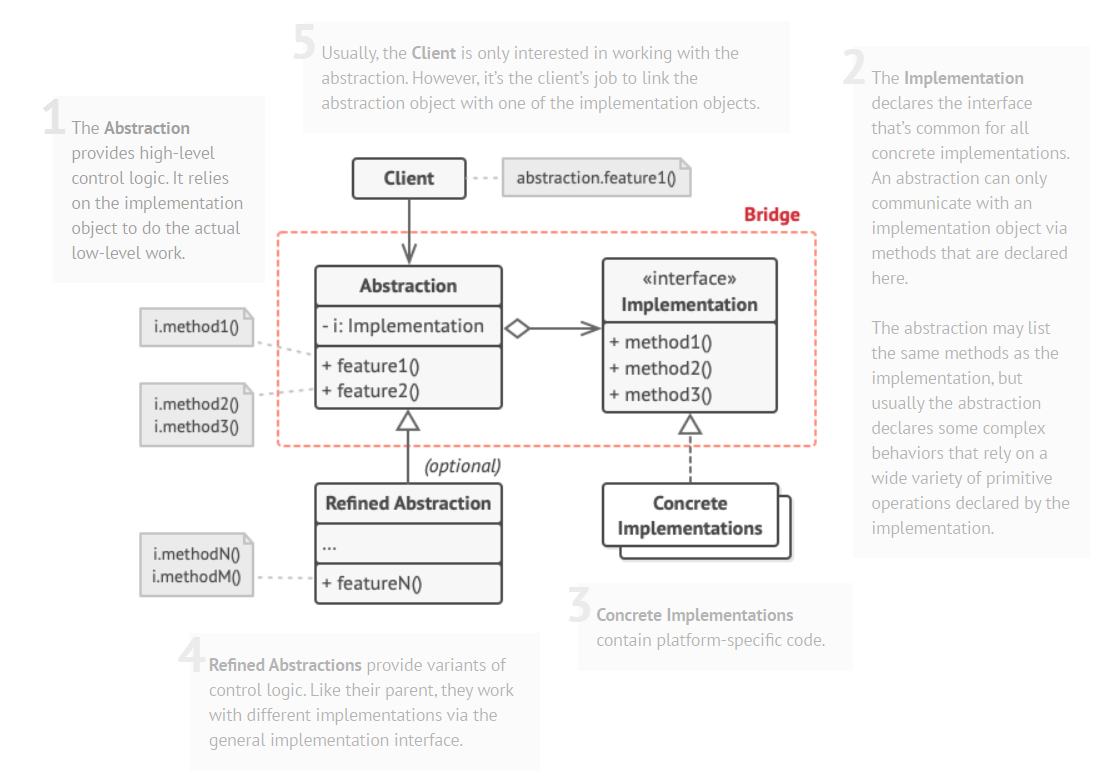 5
Usually, the Client is only interested in working with the
abstraction. However, it's the client's job to link the
abstraction object with one of the implementation objects.
2
The Implementation
declares the interface
that's common for all
concrete implementations.
An abstraction can only
communicate with an
implementation object via
methods that are declared
here.
The abstraction may list
the same methods as the
implementation, but
usually the abstraction
declares some complex
behaviors that rely on a
wide variety of primitive
operations declared by the
implementation.
1
The Abstraction
provides high-level
control logic. It relies
on the implementation
object to do the actual
low-level work.
Client
abstraction.feature1()
Bridge
Abstraction
- i: Implementation
+ feature1()
+ feature2()
«interface»
Implementation
+ method1()
+ method2()
+ method3()
i.method1()
i.method2()
i.method3()
(optional)
Refined Abstraction
...
+ featureN()
Concrete
Implementations
i.methodN()
i.methodM()
3
Concrete Implementations
contain platform-specific code.
4
Refined Abstractions provide variants of
control logic. Like their parent, they work
with different implementations via the
general implementation interface.